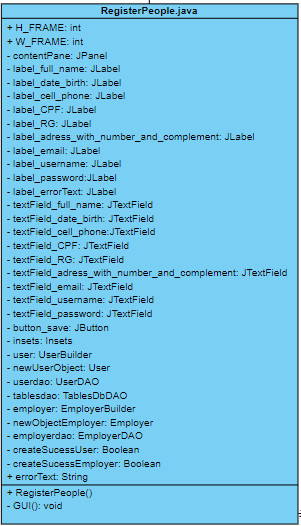 RegisterPeople.java
+ H_FRAME: int
+ W_FRAME: int
- contentPane: JPanel
- label_full_name: JLabel
- label_date_birth: JLabel
- label_cell_phone: JLabel
- label_CPF: JLabel
- label_RG: JLabel
- label_adress_with_number_and_complement: JLabel
- label_email: JLabel
- label_username: JLabel
- label_password:JLabel
- label_errorText: JLabel
- textField_full_name: JTextField
- textField_date_birth: JTextField
- textField_cell_phone:JTextField
- textField_CPF: JTextField
- textField_RG: JTextField
- textField_adress_with_number_and_complement: JTextField
- textField_email: JTextField
- textField_username: JTextField
- textField_password: JTextField
- button_save: JButton
- insets: Insets
- user: UserBuilder
- newUserObject: User
- userdao: UserDAO
- tablesdao: TablesDbDAO
- employer: EmployerBuilder
- newObjectEmployer: Employer
- employerdao: EmployerDAO
- createSucessUser: Boolean
- createSucessEmployer: Boolean
+ errorText: String
+ RegisterPeople()
- GUI(): void